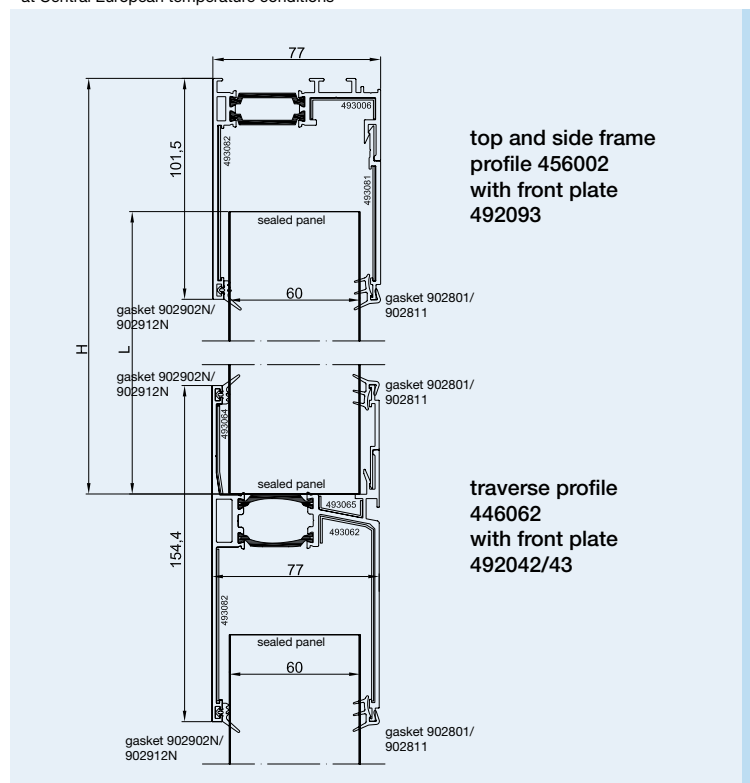 at Central European temperature conditions
77
493006
101,5
493082
493081
top and side frame
profile 456002
with front plate
492093
sealed panel
60
gasket 902902N/
902912N
gasket 902801/
902811
H
L
gasket 902902N/
902912N
gasket 902801/
902811
493064
sealed panel
493065
493062
traverse profile
446062
with front plate
492042/43
154,4
77
493082
sealed panel
60
gasket 902902N/
902912N
gasket 902801/
902811